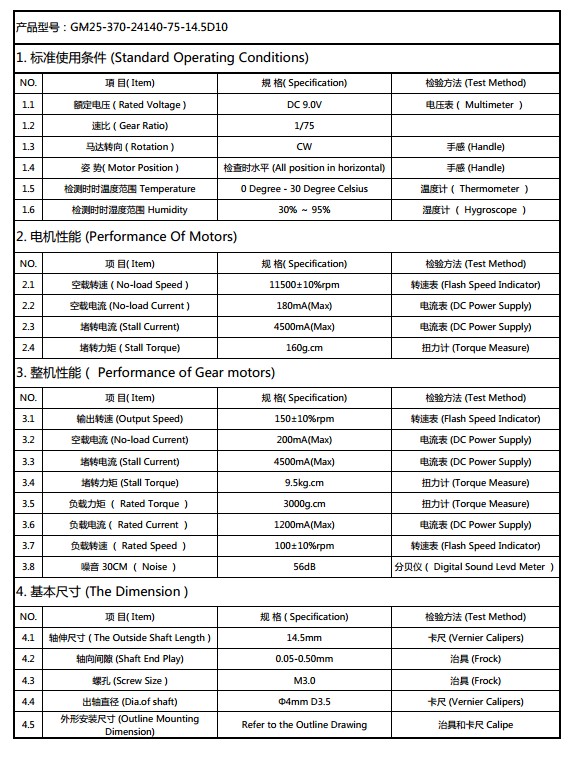 产品型号：GM25-370-24140-75-14.5D10
1. 标准使用条件 (Standard Operating Conditions)
NO. 項 目( Item) 規 格( Specification) 检验方法 (Test Method)
1.1 額定电压 ( Rated Voltage ) DC 9.0V 电压表 ( Multimeter )
1.2 速比 ( Gear Ratio) 1/75
1.3 马达转向 ( Rotation ) CW 手感 (Handle)
1.4 姿 势( Motor Position ) 检查时水平 (All position in horizontal) 手感 (Handle)
1.5 检测时时温度范围 Temperature 0 Degree - 30 Degree Celsius 温度计 ( Thermometer )
1.6 检测时时湿度范围 Humidity 30% ~ 95% 湿度计 ( Hygroscope )
2. 电机性能 (Performance Of Motors)
NO. 項 目( Item) 規 格( Specification) 检验方法 (Test Method)
2.1 空载转速 ( No-load Speed ) 11500±10%rpm 转速表 (Flash Speed Indicator)
2.2 空载电流 (No-load Current ) 180mA(Max) 电流表 (DC Power Supply)
2.3 堵转电流 (Stall Current) 4500mA(Max) 电流表 (DC Power Supply)
2.4 堵转力矩 ( Stall Torque) 160g.cm 扭力计 (Torque Measure)
3. 整机性能 ( Performance of Gear motors)
NO. 項 目( Item) 規 格( Specification) 检验方法 (Test Method)
3.1 输出转速 (Output Speed) 150±10%rpm 转速表 (Flash Speed Indicator)
3.2 空载电流 (No-load Current) 200mA(Max) 电流表 (DC Power Supply)
3.3 堵转电流 (Stall Current) 4500mA(Max) 电流表 (DC Power Supply)
3.4 堵转力矩 (Stall Torque) 9.5kg.cm 扭力计 (Torque Measure)
3.5 负载力矩 ( Rated Torque ) 3000g.cm 扭力计 (Torque Measure)
3.6 负载电流 ( Rated Current ) 1200mA(Max) 电流表 (DC Power Supply)
3.7 负载转速 ( Rated Speed ) 100±10%rpm 转速表 (Flash Speed Indicator)
3.8 噪音 30CM ( Noise ) 56dB 分贝仪 ( Digital Sound Levd Meter )
4. 基本尺寸 (The Dimension )
NO. 項 目( Item) 規 格 ( Specification) 检验方法 (Test Method)
4.1 轴伸尺寸 ( The Outside Shaft Length ) 14.5mm 卡尺 (Vernier Calipers)
4.2 轴向间隙 (Shaft End Play) 0.05-0.50mm 治具 (Frock)
4.3 螺孔 (Screw Size ) M3.0 治具 (Frock)
4.4 出轴直径 (Dia.of shaft) Φ4mm D3.5 卡尺 (Vernier Calipers)
4.5 外形安装尺寸 (Outline Mounting
Dimension) Refer to the Outline Drawing 治具和卡尺 Calipe